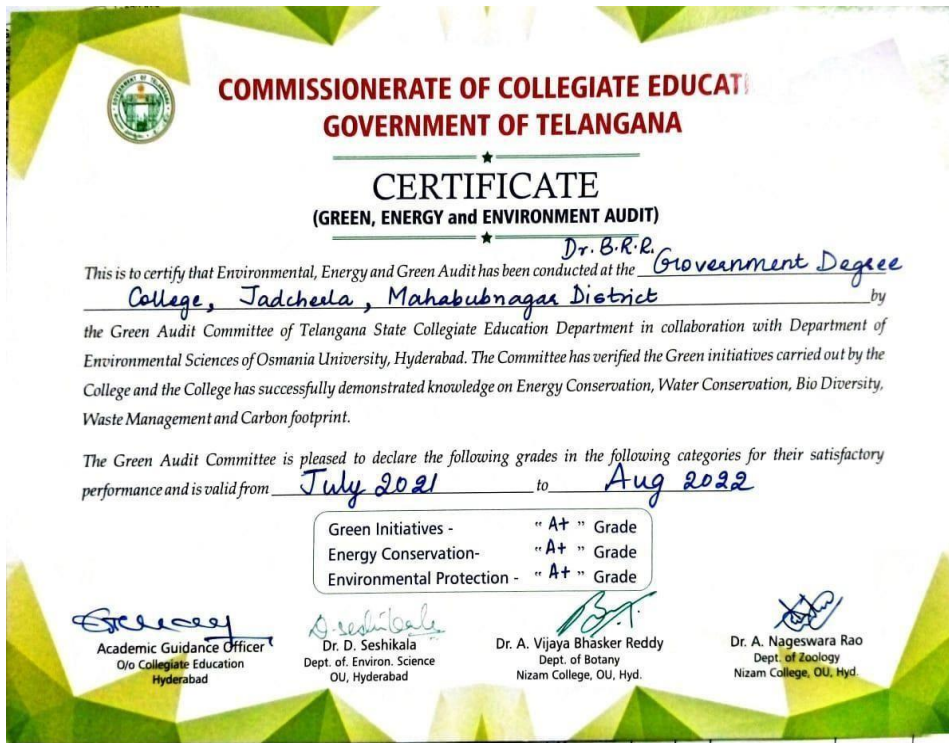 COMMISSIONERATE OF COLLEGIATE EDUCATI
GOVERNMENT OF TELANGANA
CERTIFICATE
(GREEN, ENERGY and ENVIRONMENT AUDIT)
Dr. B.R.R.
This is to certify that Environmental, Energy and Green Audit has been conducted at the Government Degree
College, Jadcherla, Mahabubnagar District by
the Green Audit Committee of Telangana State Collegiate Education Department in collaboration with Department of
Environmental Sciences of Osmania University, Hyderabad. The Committee has verified the Green initiatives carried out by the
College and the College has successfully demonstrated knowledge on Energy Conservation, Water Conservation, Bio Diversity,
Waste Management and Carbon footprint.
The Green Audit Committee is pleased to declare the following grades in the following categories for their satisfactory
performance and is valid from July 2021 to Aug 2022
Green Initiatives - " A+ " Grade
Energy Conservation- " A+ " Grade
Environmental Protection - " A+ " Grade
D. Seshikala
Academic Guidance Officer
O/o Collegiate Education
Hyderabad
Dr. D. Seshikala
Dept. of Environ. Science
OU, Hyderabad
Dr. A. Vijaya Bhasker Reddy
Dept. of Botany
Nizam College, OU, Hyd.
Dr. A. Nageswara Rao
Dept. of Zoology
Nizam College, OU, Hyd.